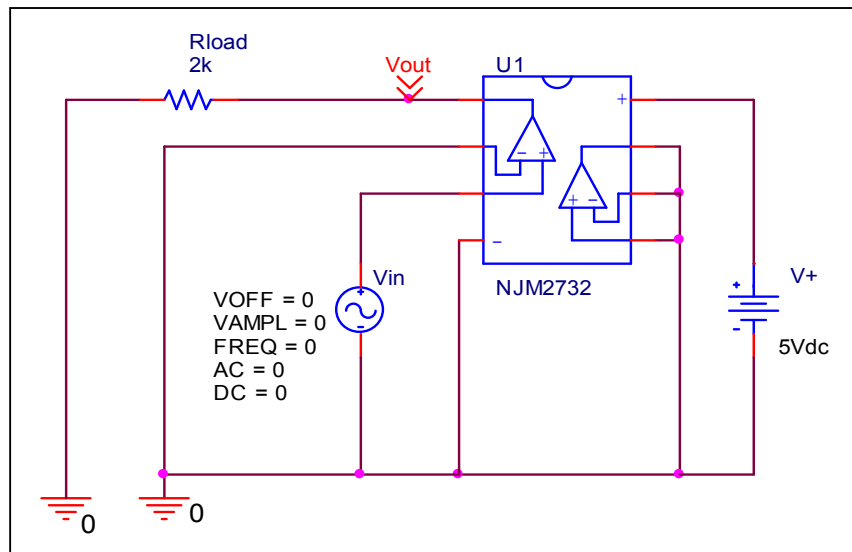 Rload
2k
Vout
U1
+
-
- +
+ -
-
NJM2732
Vin
+
-
VOFF = 0
VAMPL = 0
FREQ = 0
AC = 0
DC = 0
V+
+
-
5Vdc
0
0